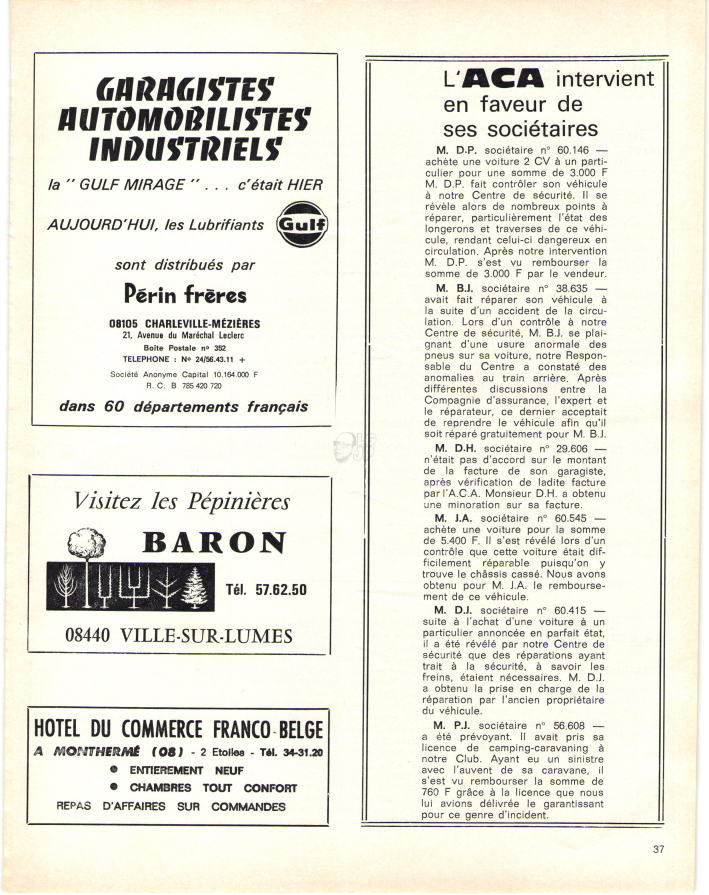 GARAGISTES
AUTOMOBILISTES
INDUSTRIELS
la " GULF MIRAGE " . . . c'était HIER
AUJOURD'HUI, les Lubrifiants Gulf
sont distribués par
Périn frères
08105 CHARLEVILLE-MÉZIÈRES
21, Avenue du Maréchal Leclerc
Boîte Postale nº 352
TELEPHONE : Nº 24/56.43.11 +
Société Anonyme Capital 10.164.000 F
R. C. B 785 420 720
dans 60 départements français
Visitez les Pépinières
BARON
Tél. 57.62.50
08440 VILLE-SUR-LUMES
HOTEL DU COMMERCE FRANCO-BELGE
A MONTHERMÉ (08) - 2 Etoiles - Tél. 34-31.20
● ENTIEREMENT NEUF
● CHAMBRES TOUT CONFORT
REPAS D'AFFAIRES SUR COMMANDES
L'ACA intervient
en faveur de
ses sociétaires
M. D.P. sociétaire nº 60.146 —
achète une voiture 2 CV à un parti-
culier pour une somme de 3.000 F
M. D.P. fait contrôler son véhicule
à notre Centre de sécurité. Il se
révèle alors de nombreux points à
réparer, particulièrement l'état des
longerons et traverses de ce véhi-
cule, rendant celui-ci dangereux en
circulation. Après notre intervention
M. D.P. s'est vu rembourser la
somme de 3.000 F par le vendeur.
M. B.J. sociétaire nº 38.635 —
avait fait réparer son véhicule à
la suite d'un accident de la circu-
lation. Lors d'un contrôle à notre
Centre de sécurité, M. B.J. se plai-
gnant d'une usure anormale des
pneus sur sa voiture, notre Respon-
sable du Centre a constaté des
anomalies au train arrière. Après
différentes discussions entre la
Compagnie d'assurance, l'expert et
le réparateur, ce dernier acceptait
de reprendre le véhicule afin qu'il
soit réparé gratuitement pour M. B.J.
M. D.H. sociétaire nº 29.606 —
n'était pas d'accord sur le montant
de la facture de son garagiste,
après vérification de ladite facture
par l'A.C.A. Monsieur D.H. a obtenu
une minoration sur sa facture.
M. J.A. sociétaire nº 60.545 —
achète une voiture pour la somme
de 5.400 F. Il s'est révélé lors d'un
contrôle que cette voiture était dif-
ficilement réparable puisqu'on y
trouve le châssis cassé. Nous avons
obtenu pour M. J.A. le rembourse-
ment de ce véhicule.
M. D.J. sociétaire nº 60.415 —
suite à l'achat d'une voiture à un
particulier annoncée en parfait état,
il a été révélé par notre Centre de
sécurité que des réparations ayant
trait à la sécurité, à savoir les
freins, étaient nécessaires. M. D.J.
a obtenu la prise en charge de la
réparation par l'ancien propriétaire
du véhicule.
M. P.J. sociétaire nº 56.608 —
a été prévoyant. Il avait pris sa
licence de camping-caravaning à
notre Club. Ayant eu un sinistre
avec l'auvent de sa caravane, il
s'est vu rembourser la somme de
760 F grâce à la licence que nous
lui avions délivrée le garantissant
pour ce genre d'incident.
37